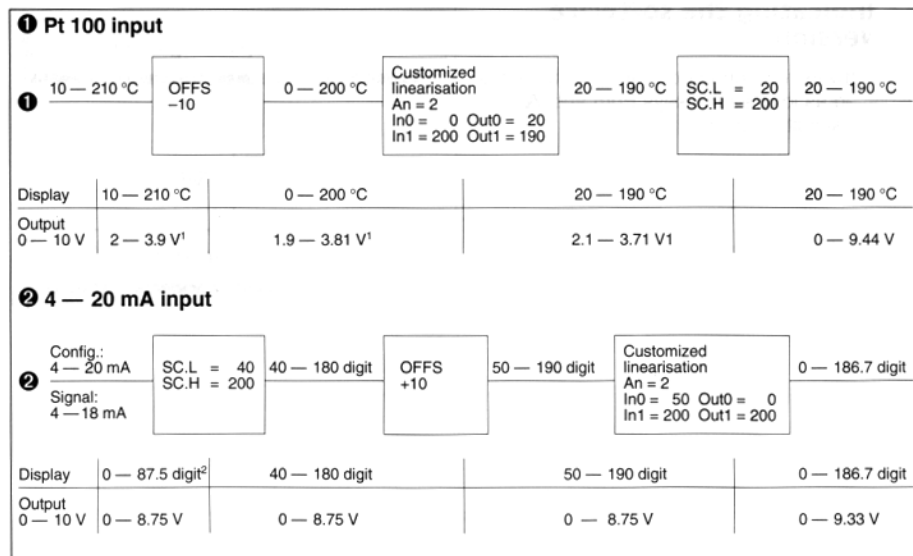 ❶ Pt 100 input
❶ 10 — 210 °C
OFFS
–10
0 — 200 °C
Customized
linearisation
An = 2
In0 = 0 Out0 = 20
In1 = 200 Out1 = 190
20 — 190 °C
SC.L = 20
SC.H = 200
20 — 190 °C
Display 10 — 210 °C 0 — 200 °C 20 — 190 °C 20 — 190 °C
Output
0 — 10 V 2 — 3.9 V¹ 1.9 — 3.81 V¹ 2.1 — 3.71 V1 0 — 9.44 V
❷ 4 — 20 mA input
❷
Config.:
4 — 20 mA
Signal:
4 — 18 mA
SC.L = 40
SC.H = 200
40 — 180 digit
OFFS
+10
50 — 190 digit
Customized
linearisation
An = 2
In0 = 50 Out0 = 0
In1 = 200 Out1 = 200
0 — 186.7 digit
Display 0 — 87.5 digit² 40 — 180 digit 50 — 190 digit 0 — 186.7 digit
Output
0 — 10 V 0 — 8.75 V 0 — 8.75 V 0 — 8.75 V 0 — 9.33 V